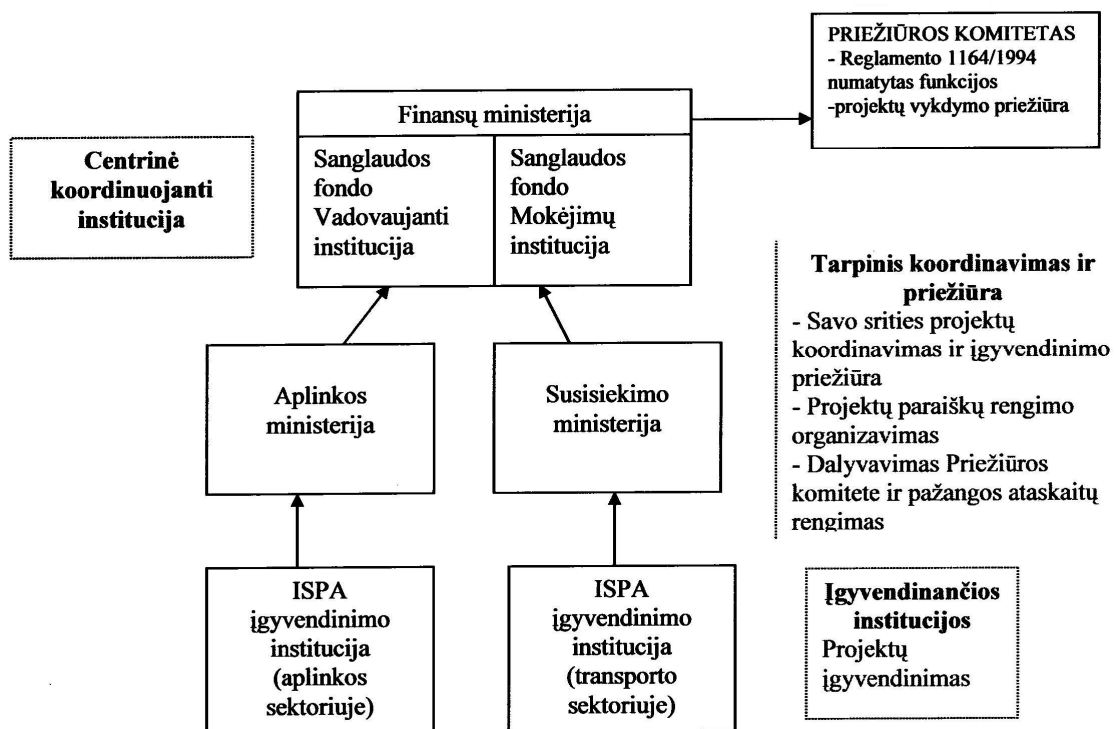 PRIEŽIŪROS KOMITETAS
- Reglamento 1164/1994
numatytas funkcijos
-projektų vykdymo priežiūra
Finansų ministerija
Centrinė
koordinuojanti
institucija
Sanglaudos
fondo
Vadovaujanti
institucija
Sanglaudos
fondo
Mokėjimų
institucija
Tarpinis koordinavimas ir
priežiūra
- Savo srities projektų
koordinavimas ir įgyvendinimo
priežiūra
- Projektų paraiškų rengimo
organizavimas
- Dalyvavimas Priežiūros
komitete ir pažangos ataskaitų
rengimas
Aplinkos
ministerija
Susisiekimo
ministerija
ISPA
įgyvendinimo
institucija
(aplinkos
sektoriuje)
ISPA
įgyvendinimo
institucija
(transporto
sektoriuje)
Įgyvendinančios
institucijos
Projektų
įgyvendinimas